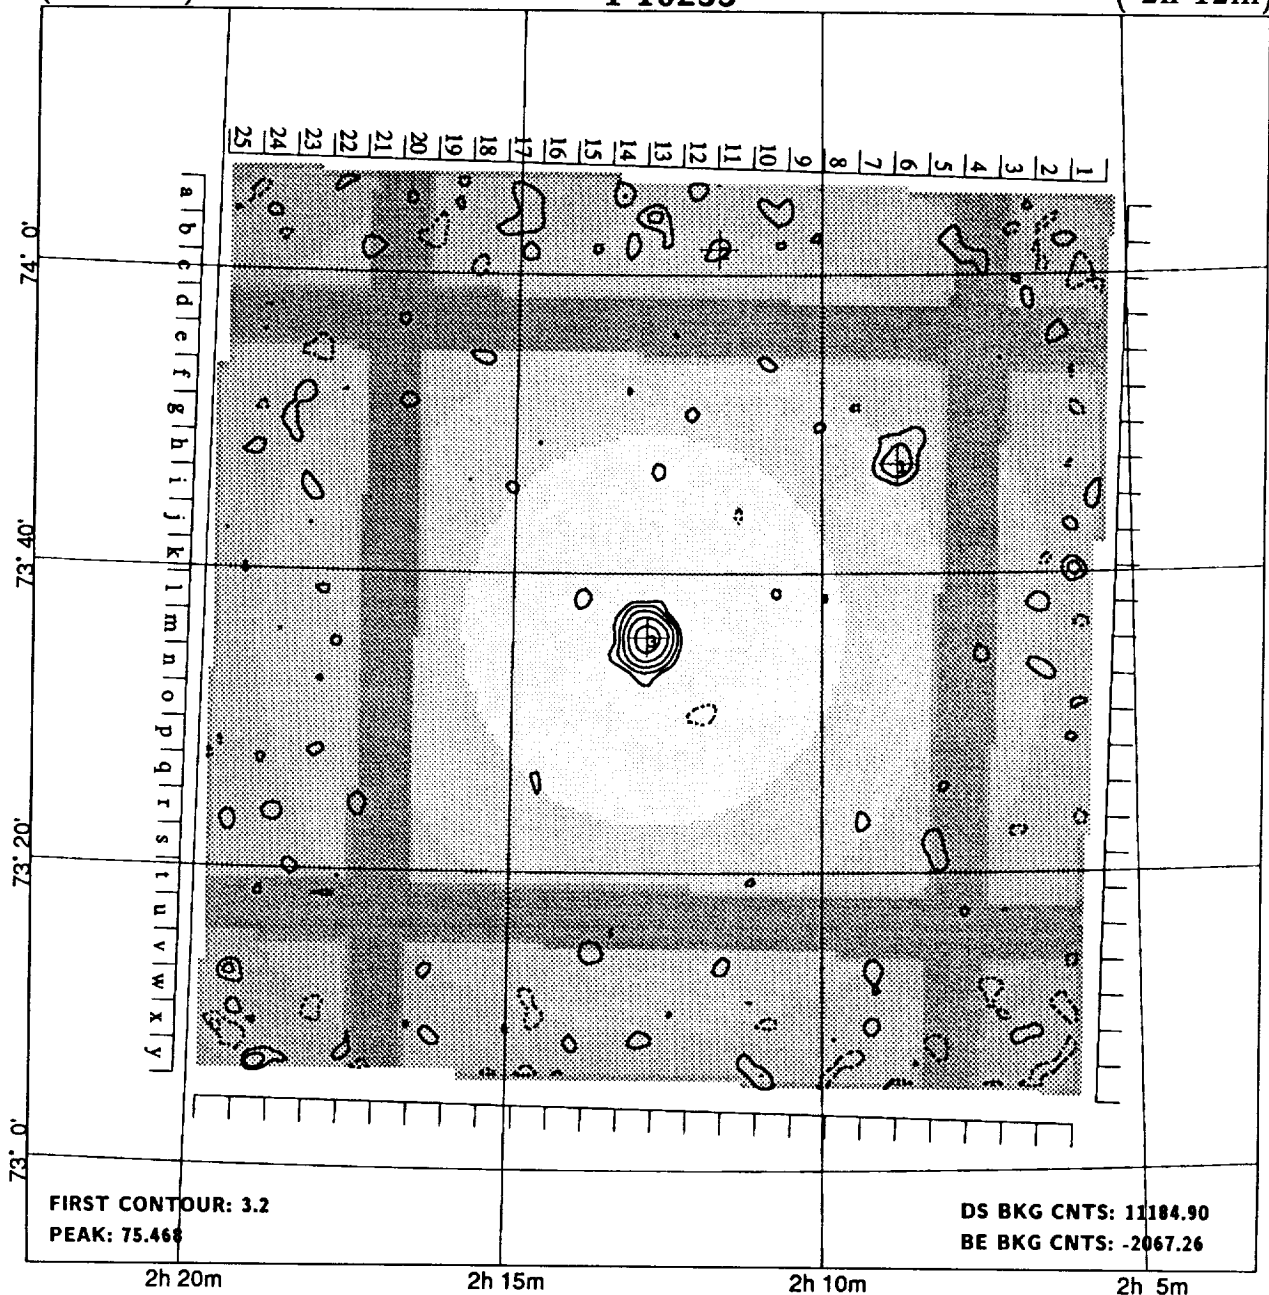 25 24 23 22 21 20 19 18 17 16 15 14 13 12 11 10 9 8 7 6 5 4 3 2 1
a b c d e f g h i j k l m n o p q r s t u v w x y
74° 0'
73° 40'
73° 20'
73° 0'
1
3
FIRST CONTOUR: 3.2
PEAK: 75.468
DS BKG CNTS: 11184.90
BE BKG CNTS: -2067.26
2h 20m 2h 15m 2h 10m 2h 5m